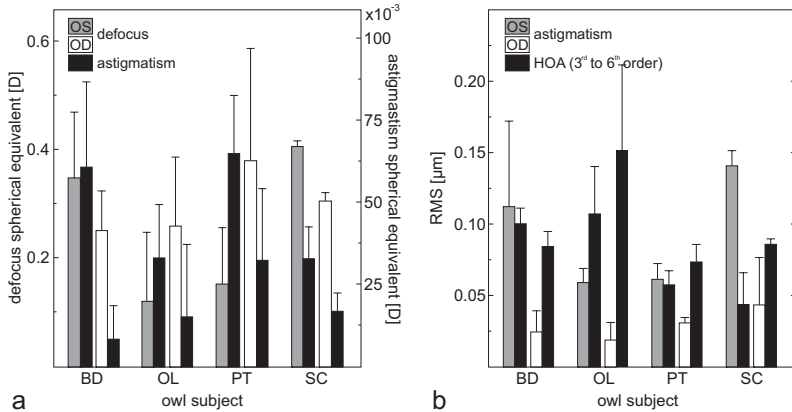 x10⁻³
OS
OD
defocus
astigmatism
0.6
0.4
0.2
defocus spherical equivalent [D]
100
75
50
25
astigmastism spherical equivalent [D]
BD OL PT SC
owl subject
a
OS
OD
astigmatism
HOA (3rd to 6th order)
0.20
0.15
0.10
0.05
RMS [µm]
BD OL PT SC
owl subject
b